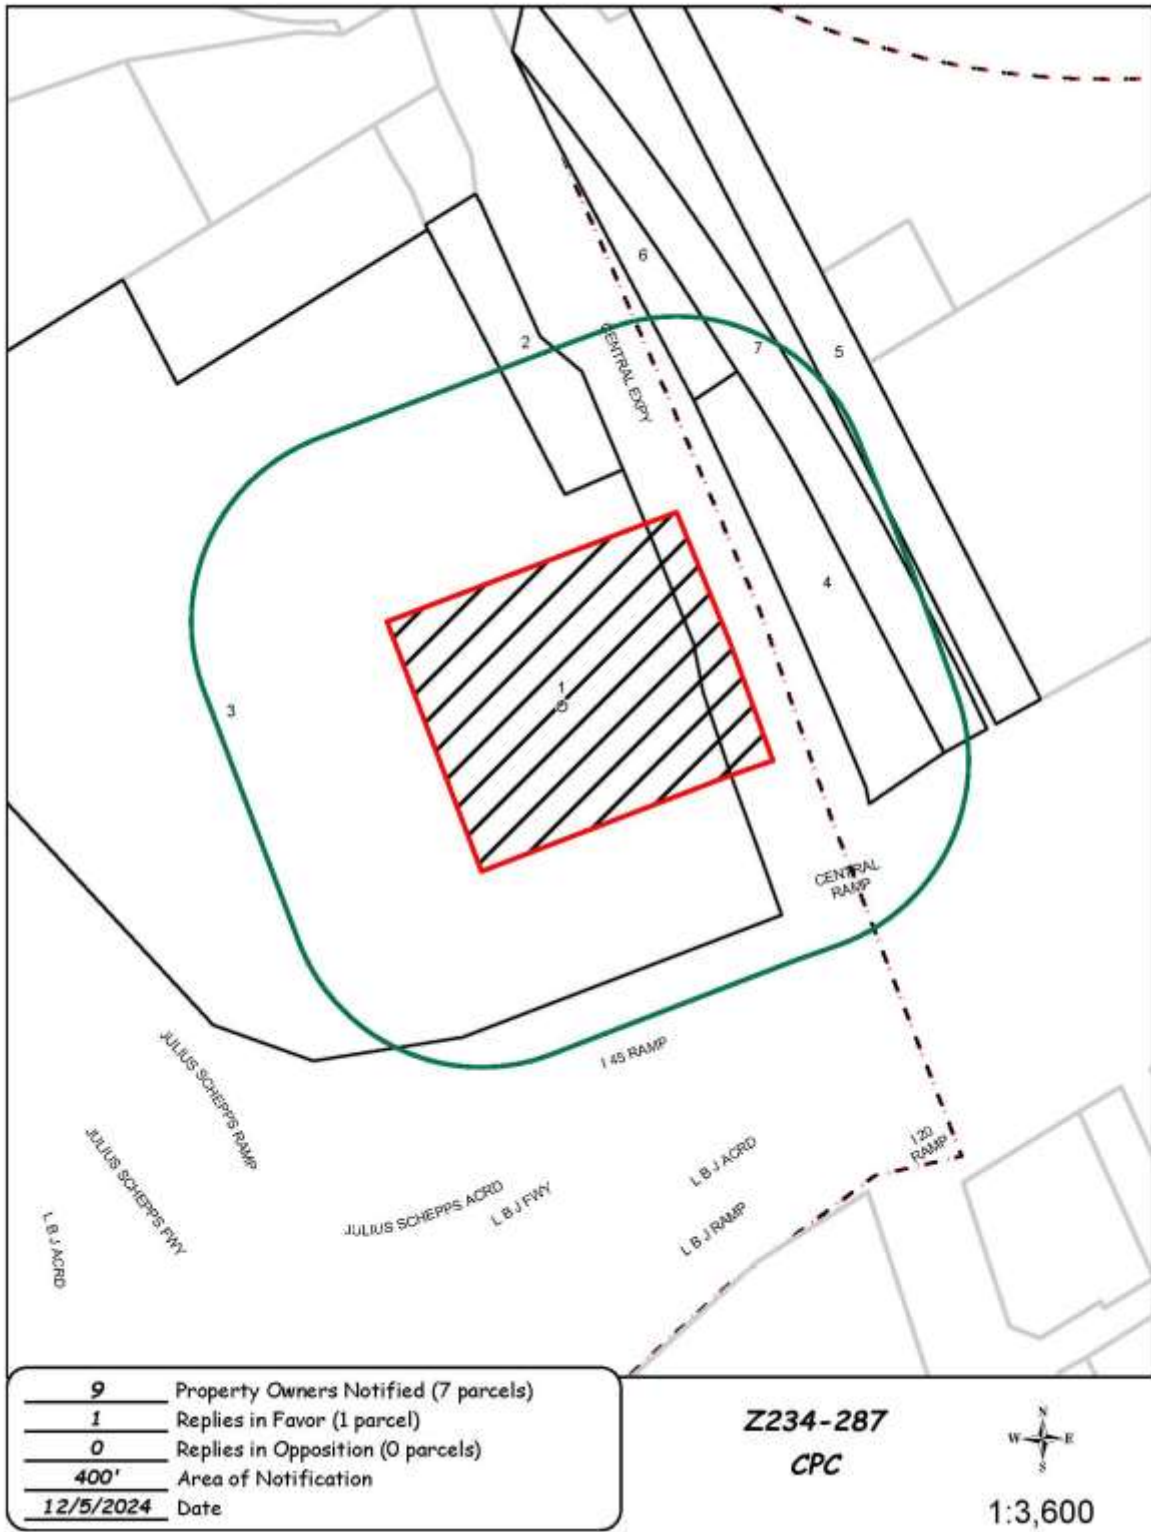 6
2
CENTRAL EXPY
7
5
4
1
3
CENTRAL
RAMP
I 45 RAMP
JULIUS SCHEPPS RAMP
JULIUS SCHEPPS FWY
L B J ACRD
JULIUS SCHEPPS ACRD
L B J FWY
L B J ACRD
L B J RAMP
I 20
RAMP
9 Property Owners Notified (7 parcels)
1 Replies in Favor (1 parcel)
0 Replies in Opposition (0 parcels)
400' Area of Notification
12/5/2024 Date
Z234-287
CPC
N
W E
S
1:3,600